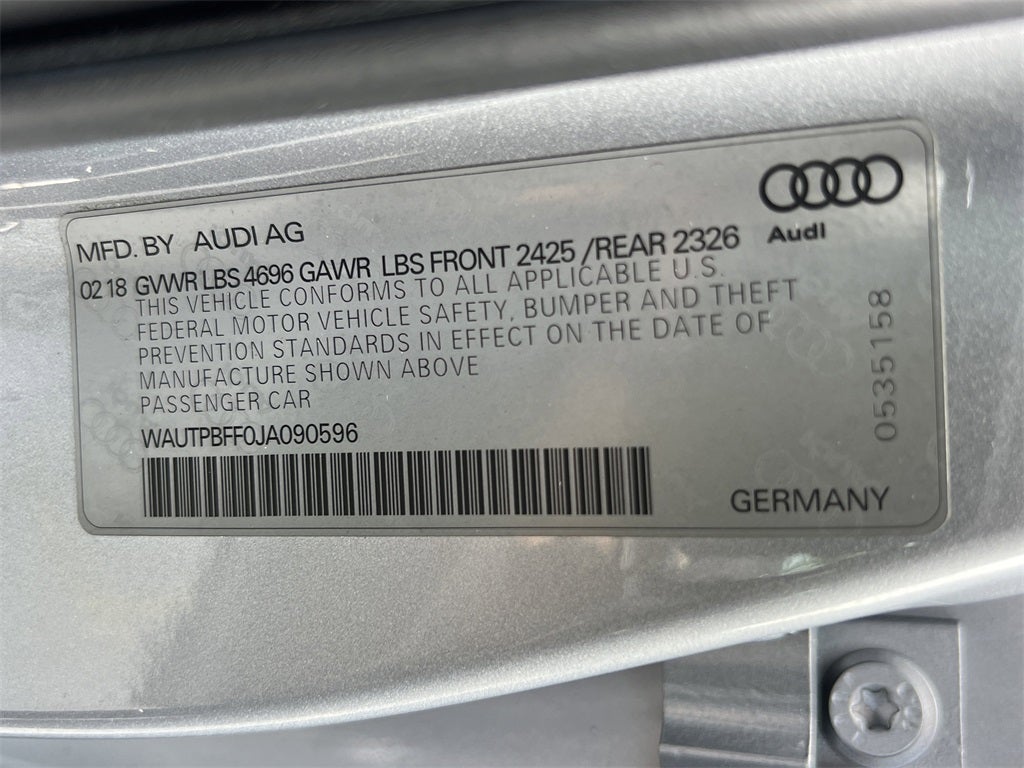 MFD. BY AUDI AG
Audi
02 18 GVWR LBS 4696 GAWR LBS FRONT 2425 /REAR 2326
THIS VEHICLE CONFORMS TO ALL APPLICABLE U.S.
FEDERAL MOTOR VEHICLE SAFETY, BUMPER AND THEFT
PREVENTION STANDARDS IN EFFECT ON THE DATE OF
MANUFACTURE SHOWN ABOVE
PASSENGER CAR
WAUTPBFF0JA090596
0535158
GERMANY